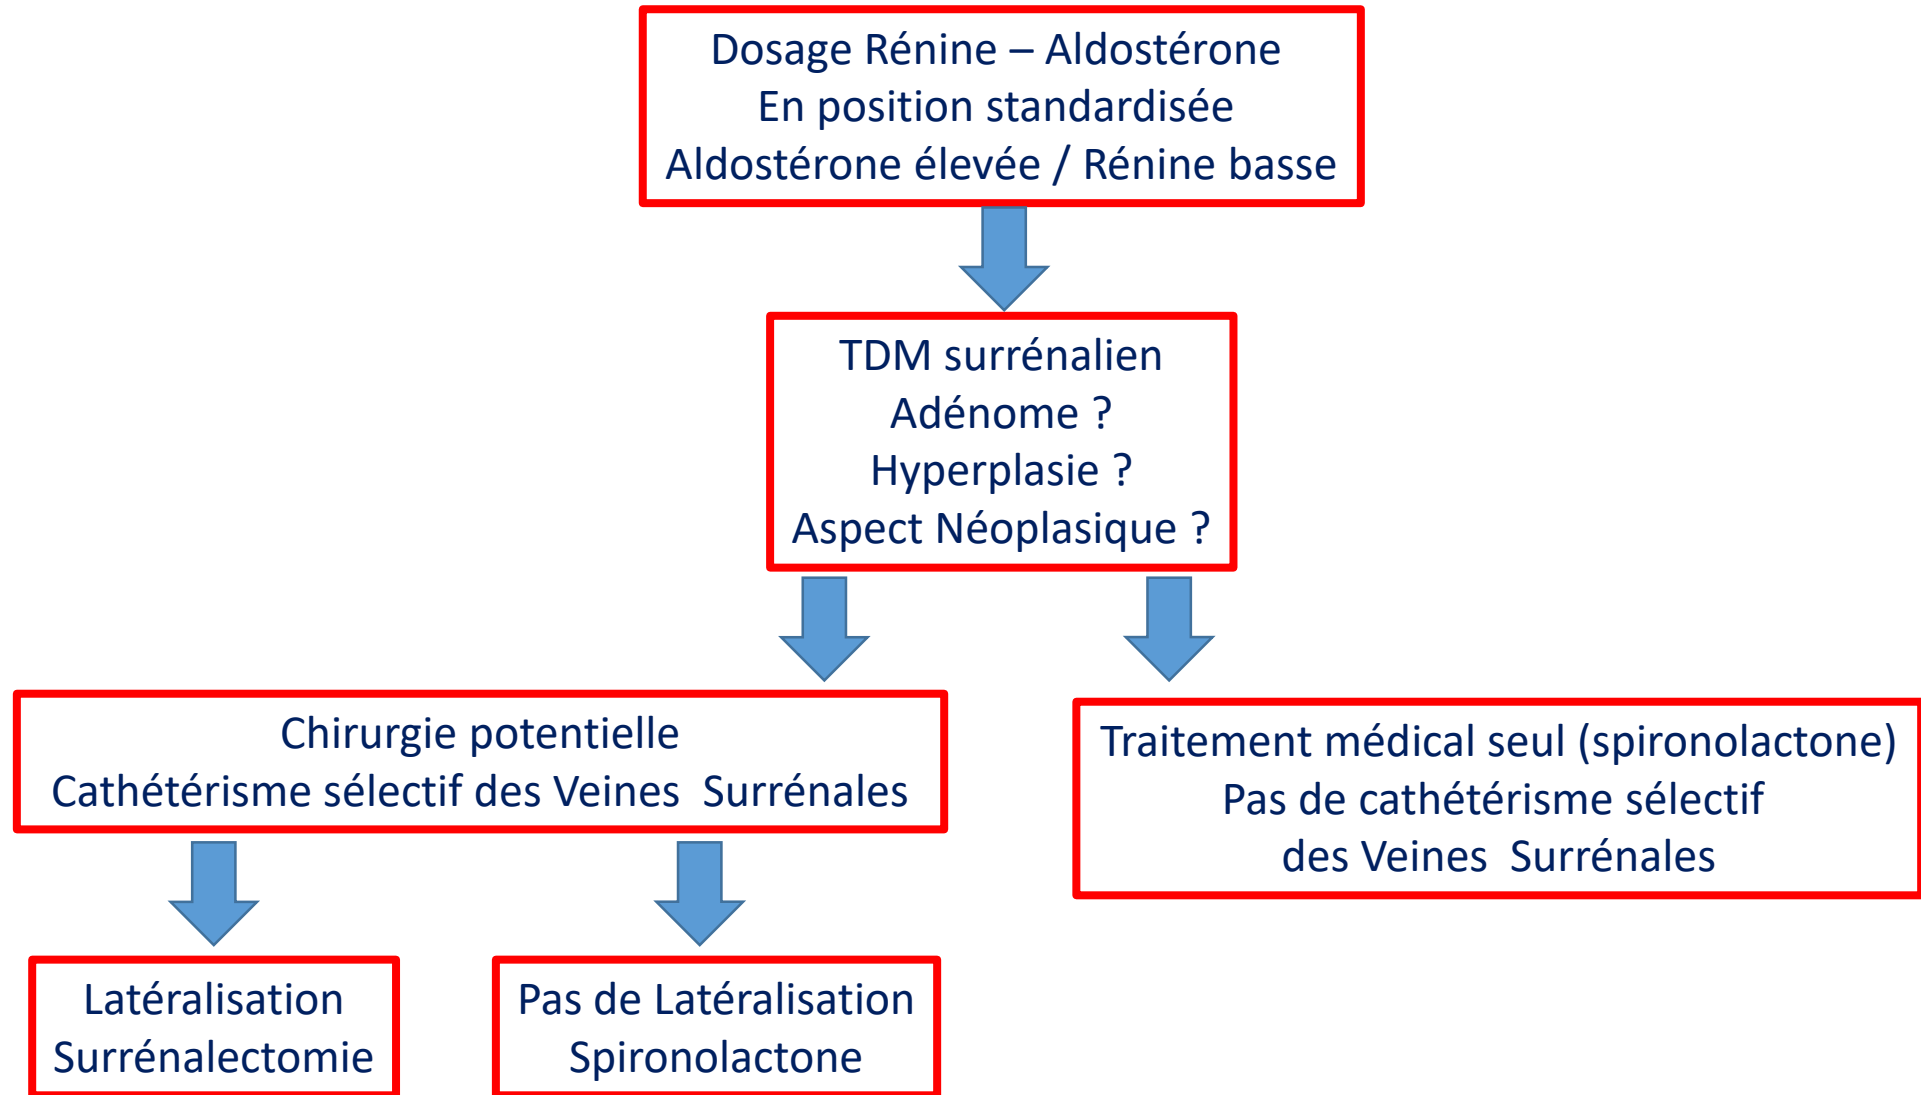 Dosage Rénine – Aldostérone
En position standardisée
Aldostérone élevée / Rénine basse
TDM surrénalien
Adénome ?
Hyperplasie ?
Aspect Néoplasique ?
Chirurgie potentielle
Cathétérisme sélectif des Veines  Surrénales
Traitement médical seul (spironolactone)
Pas de cathétérisme sélectif
des Veines  Surrénales
Latéralisation
Surrénalectomie
Pas de Latéralisation
Spironolactone